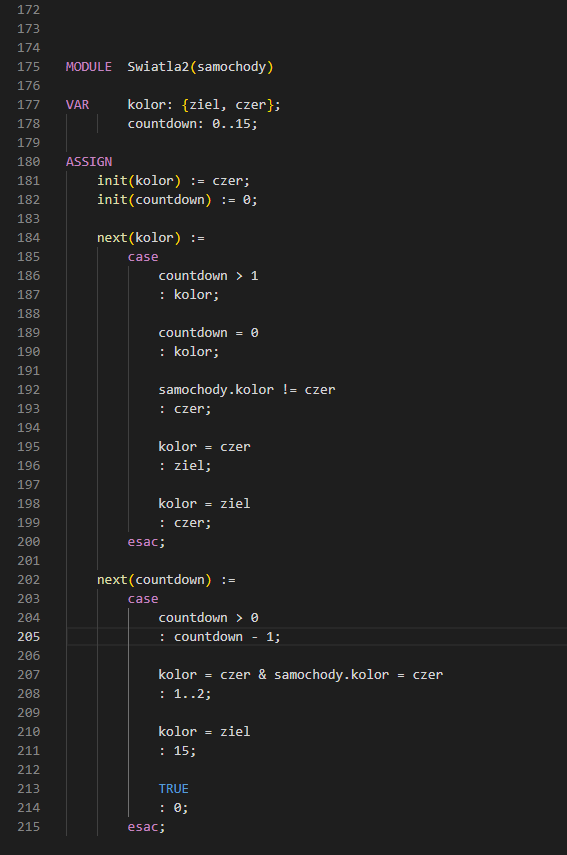 172
173
174
175 MODULE Swiatla2(samochody)
176
177 VAR kolor: {ziel, czer};
178 countdown: 0..15;
179
180 ASSIGN
181 init(kolor) := czer;
182 init(countdown) := 0;
183
184 next(kolor) :=
185 case
186 countdown > 1
187 : kolor;
188
189 countdown = 0
190 : kolor;
191
192 samochody.kolor != czer
193 : czer;
194
195 kolor = czer
196 : ziel;
197
198 kolor = ziel
199 : czer;
200 esac;
201
202 next(countdown) :=
203 case
204 countdown > 0
205 : countdown - 1;
206
207 kolor = czer & samochody.kolor = czer
208 : 1..2;
209
210 kolor = ziel
211 : 15;
212
213 TRUE
214 : 0;
215 esac;